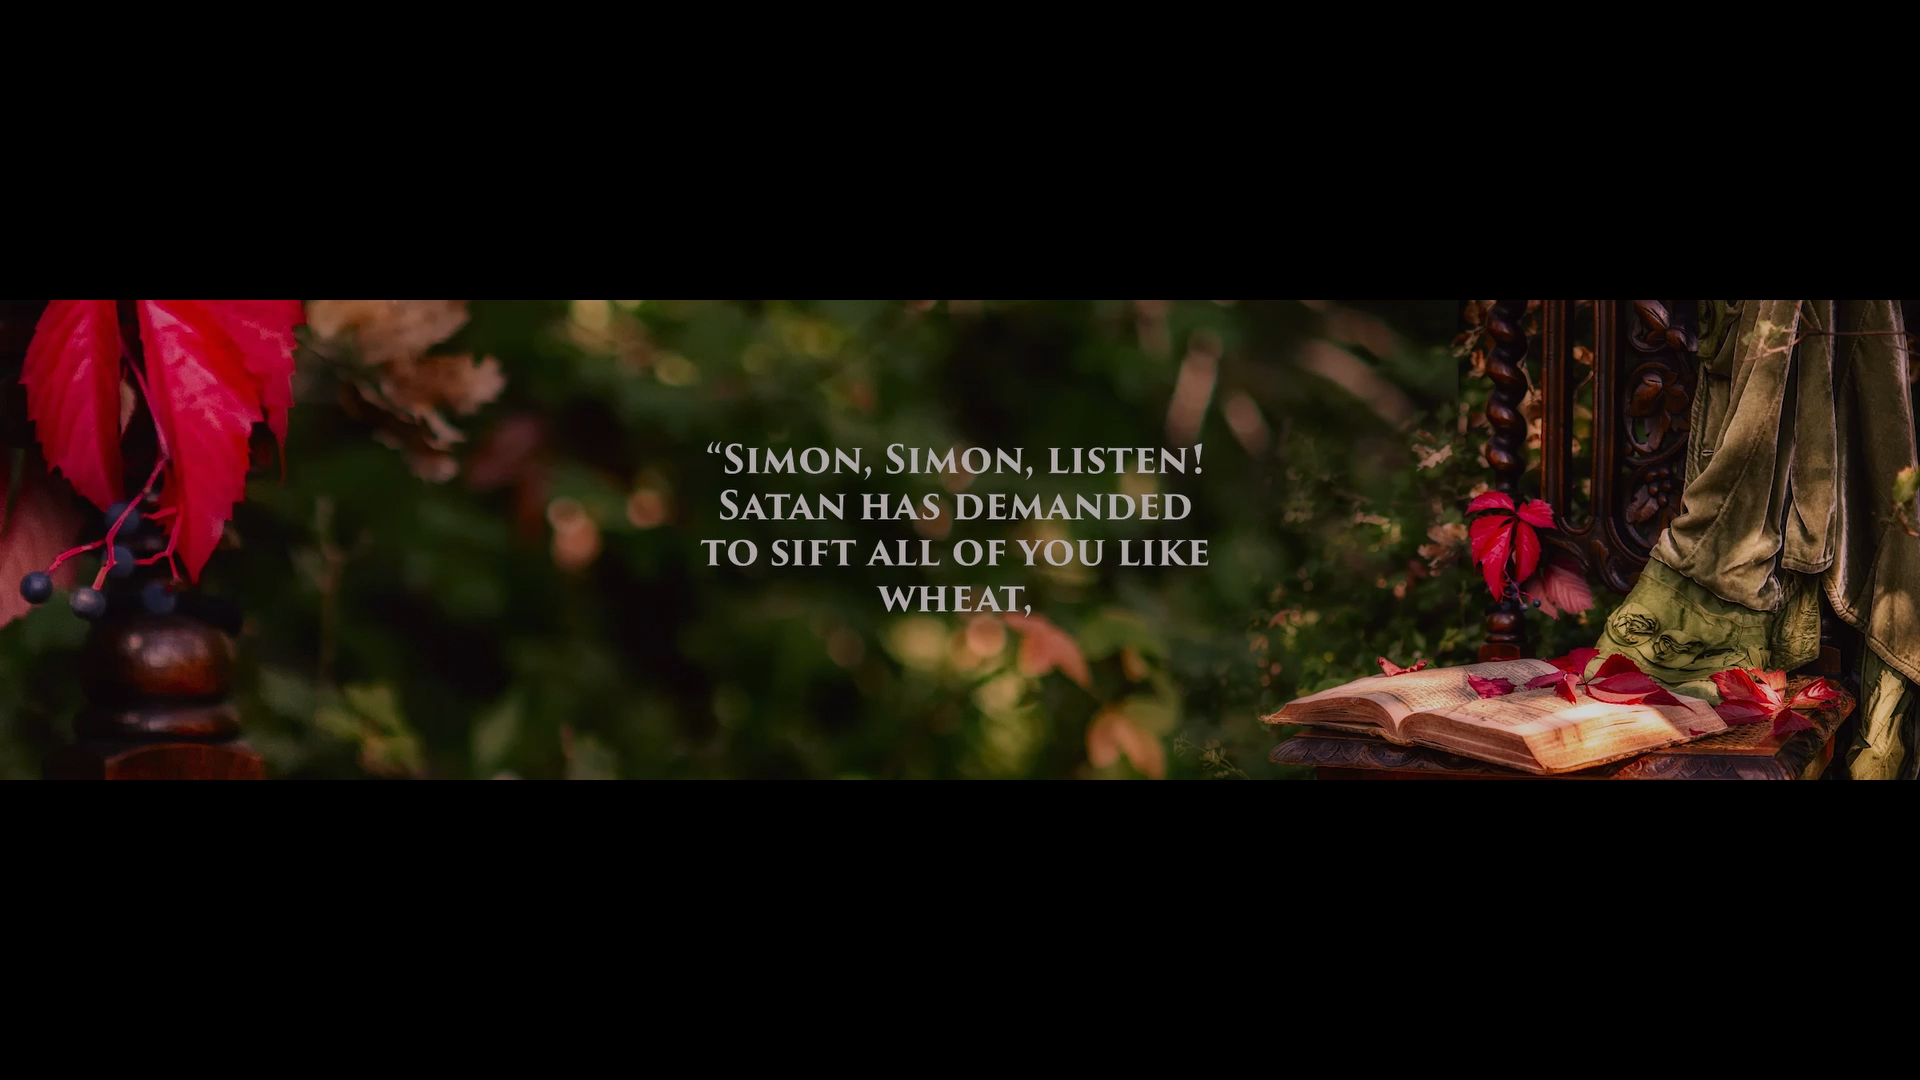 “Simon, Simon, listen!
Satan has demanded
to sift all of you like
wheat,